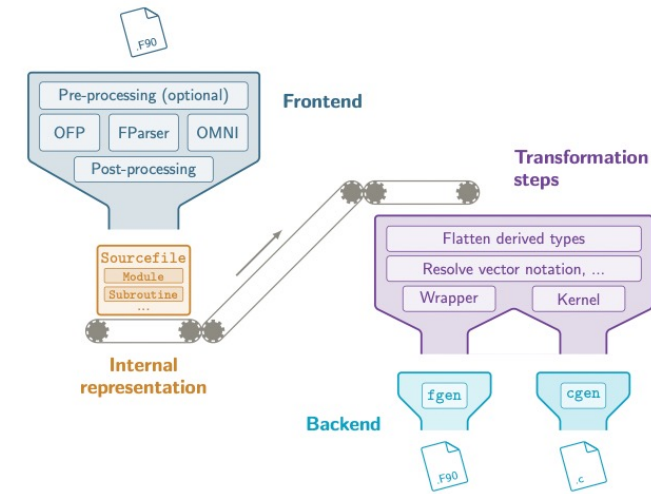 .F90
Pre-processing (optional)
Frontend
OFP
FParser
OMNI
Post-processing
Transformation
steps
Flatten derived types
Sourcefile
Resolve vector notation, ...
Module
Subroutine
...
Wrapper
Kernel
Internal
representation
fgen
cgen
Backend
.F90
.c